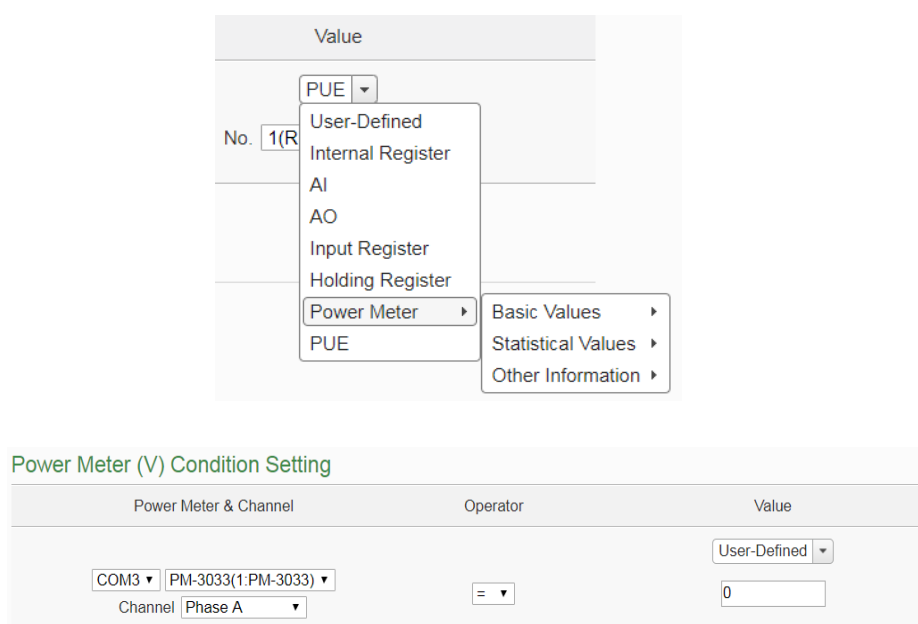 Value
PUE
User-Defined
No. 1(R
Internal Register
AI
AO
Input Register
Holding Register
Power Meter
Basic Values
PUE
Statistical Values
Other Information
Power Meter (V) Condition Setting
Power Meter & Channel Operator Value
User-Defined
COM3 PM-3033(1:PM-3033)
= 0
Channel Phase A